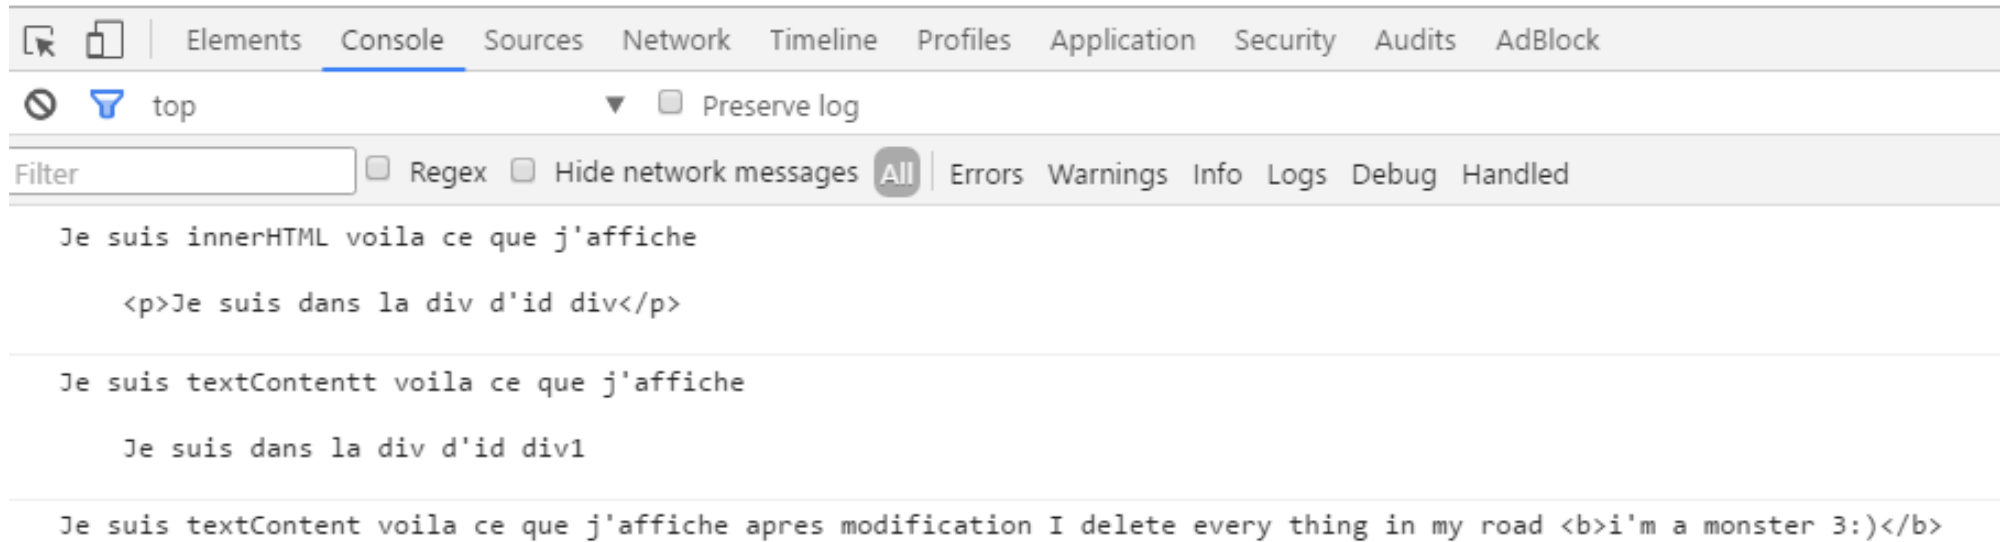 Elements Console Sources Network Timeline Profiles Application Security Audits AdBlock
top ▼ Preserve log
Filter Regex Hide network messages All Errors Warnings Info Logs Debug Handled
Je suis innerHTML voila ce que j'affiche
<p>Je suis dans la div d'id div</p>
Je suis textContentt voila ce que j'affiche
Je suis dans la div d'id div1
Je suis textContent voila ce que j'affiche apres modification I delete every thing in my road <b>i'm a monster 3:)</b>